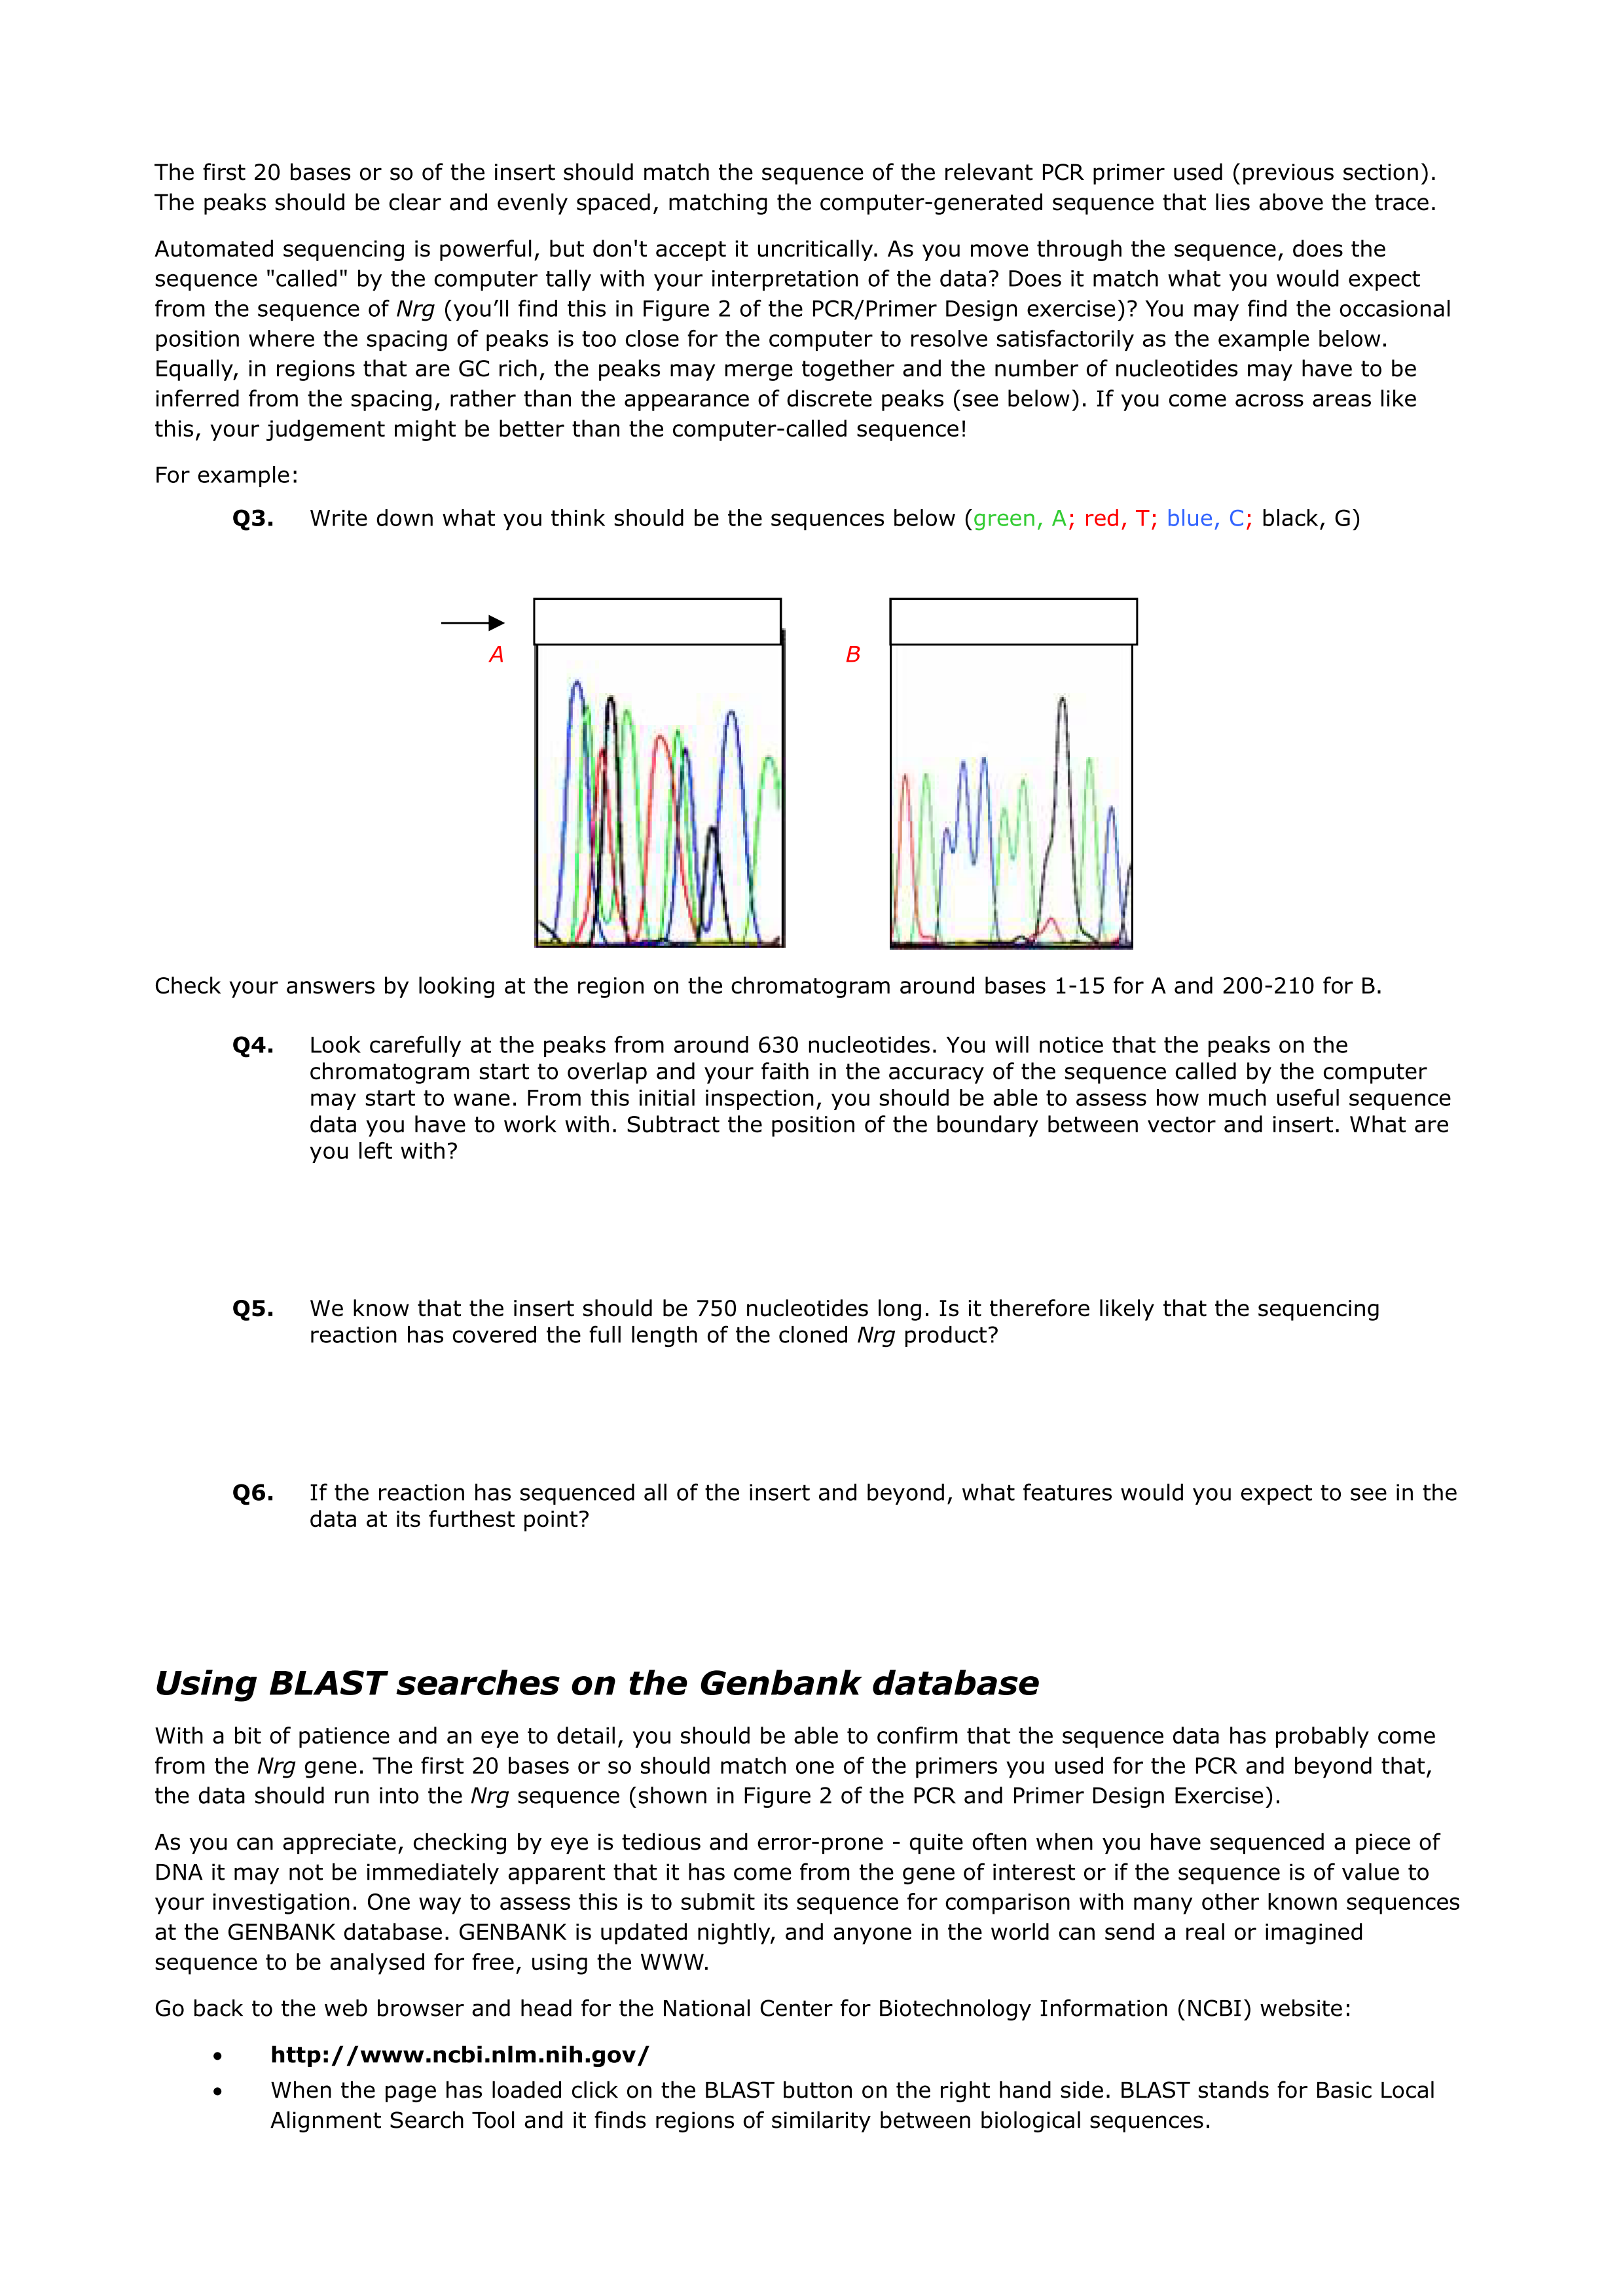 The first 20 bases or so of the insert should match the sequence of the relevant PCR primer used (previous section).
The peaks should be clear and evenly spaced, matching the computer-generated sequence that lies above the trace.
Automated sequencing is powerful, but don't accept it uncritically. As you move through the sequence, does the
sequence "called" by the computer tally with your interpretation of the data? Does it match what you would expect
from the sequence of Nrg (you’ll find this in Figure 2 of the PCR/Primer Design exercise)? You may find the occasional
position where the spacing of peaks is too close for the computer to resolve satisfactorily as the example below.
Equally, in regions that are GC rich, the peaks may merge together and the number of nucleotides may have to be
inferred from the spacing, rather than the appearance of discrete peaks (see below). If you come across areas like
this, your judgement might be better than the computer-called sequence!
For example:
Q3. Write down what you think should be the sequences below (green, A; red, T; blue, C; black, G)
A
B
Check your answers by looking at the region on the chromatogram around bases 1-15 for A and 200-210 for B.
Q4. Look carefully at the peaks from around 630 nucleotides. You will notice that the peaks on the
chromatogram start to overlap and your faith in the accuracy of the sequence called by the computer
may start to wane. From this initial inspection, you should be able to assess how much useful sequence
data you have to work with. Subtract the position of the boundary between vector and insert. What are
you left with?
Q5. We know that the insert should be 750 nucleotides long. Is it therefore likely that the sequencing
reaction has covered the full length of the cloned Nrg product?
Q6. If the reaction has sequenced all of the insert and beyond, what features would you expect to see in the
data at its furthest point?
Using BLAST searches on the Genbank database
With a bit of patience and an eye to detail, you should be able to confirm that the sequence data has probably come
from the Nrg gene. The first 20 bases or so should match one of the primers you used for the PCR and beyond that,
the data should run into the Nrg sequence (shown in Figure 2 of the PCR and Primer Design Exercise).
As you can appreciate, checking by eye is tedious and error-prone - quite often when you have sequenced a piece of
DNA it may not be immediately apparent that it has come from the gene of interest or if the sequence is of value to
your investigation. One way to assess this is to submit its sequence for comparison with many other known sequences
at the GENBANK database. GENBANK is updated nightly, and anyone in the world can send a real or imagined
sequence to be analysed for free, using the WWW.
Go back to the web browser and head for the National Center for Biotechnology Information (NCBI) website:
• http://www.ncbi.nlm.nih.gov/
• When the page has loaded click on the BLAST button on the right hand side. BLAST stands for Basic Local
Alignment Search Tool and it finds regions of similarity between biological sequences.